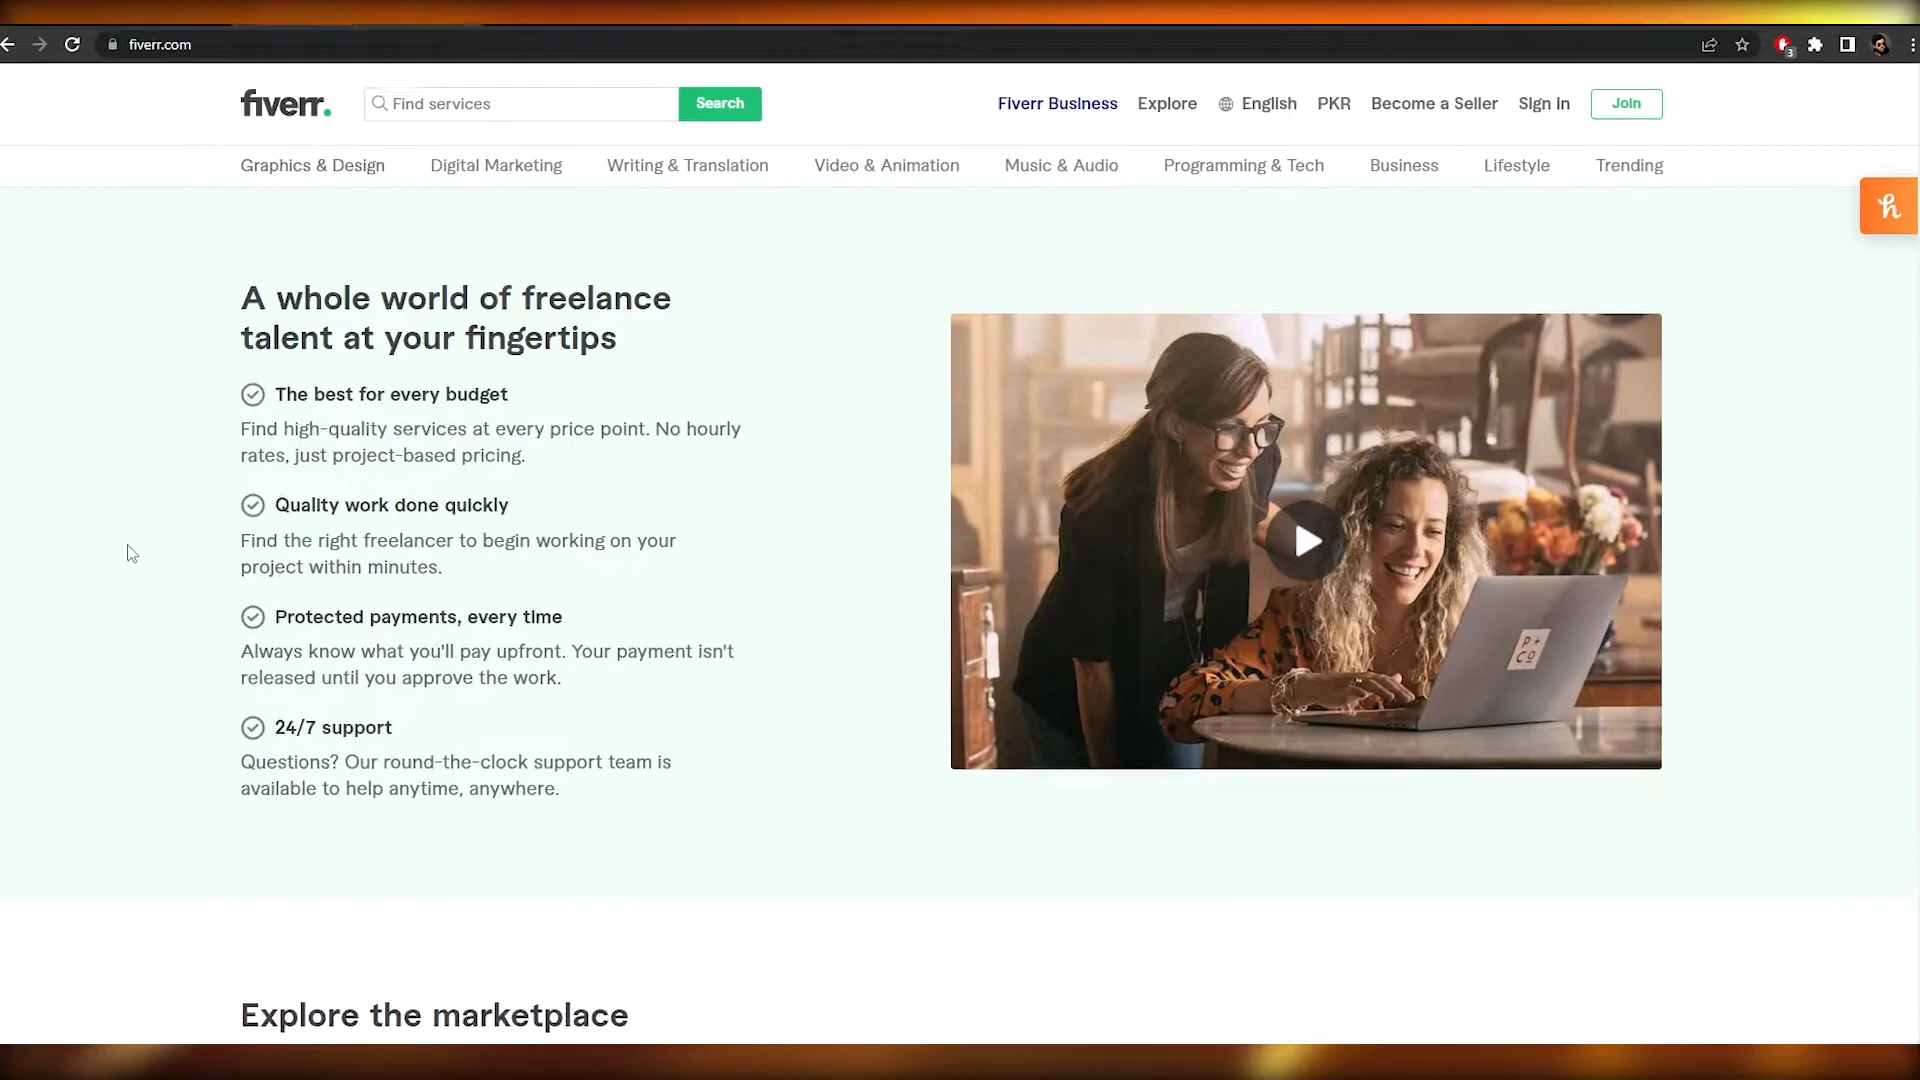 fiverr.com
3
fiverr.
Find services
Search
Fiverr Business
Explore
English
PKR
Become a Seller
Sign In
Join
Graphics & Design
Digital Marketing
Writing & Translation
Video & Animation
Music & Audio
Programming & Tech
Business
Lifestyle
Trending
h
A whole world of freelance
talent at your fingertips
The best for every budget
Find high-quality services at every price point. No hourly
rates, just project-based pricing.
Quality work done quickly
Find the right freelancer to begin working on your
project within minutes.
Protected payments, every time
Always know what you'll pay upfront. Your payment isn't
released until you approve the work.
24/7 support
Questions? Our round-the-clock support team is
available to help anytime, anywhere.
P+
CO
Explore the marketplace